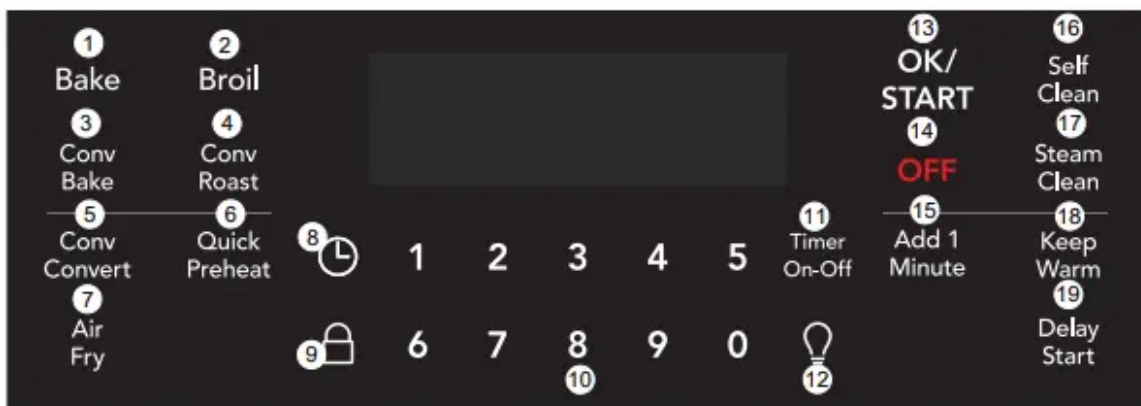 1
Bake
2
Broil
3
Conv
Bake
4
Conv
Roast
5
Conv
Convert
6
Quick
Preheat
7
Air
Fry
8
1 2 3 4 5
9
6 7 8 9 0
10
11
Timer
On-Off
12
13
OK/
START
14
OFF
15
Add 1
Minute
16
Self
Clean
17
Steam
Clean
18
Keep
Warm
19
Delay
Start